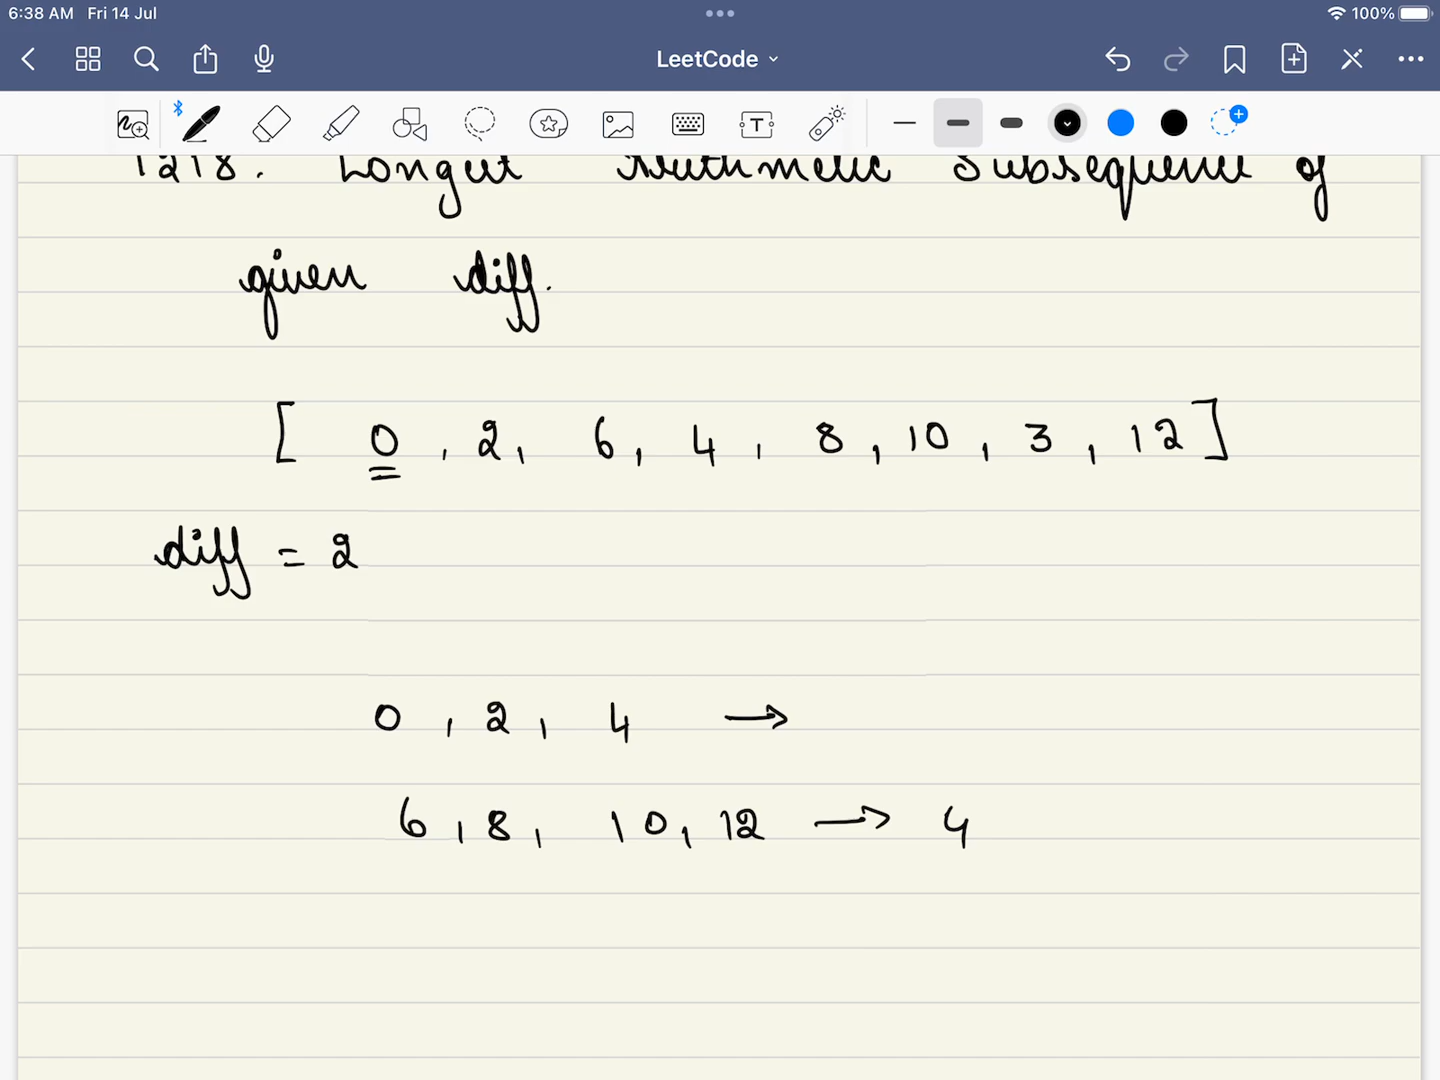 6:38 AM Fri 14 Jul
100%
LeetCode
T
1218. Longest Arithmetic Subsequence of
given diff.
[ 0 , 2, 6, 4, 8, 10, 3, 12]
diff = 2
0 , 2, 4 →
6, 8, 10, 12 → 4